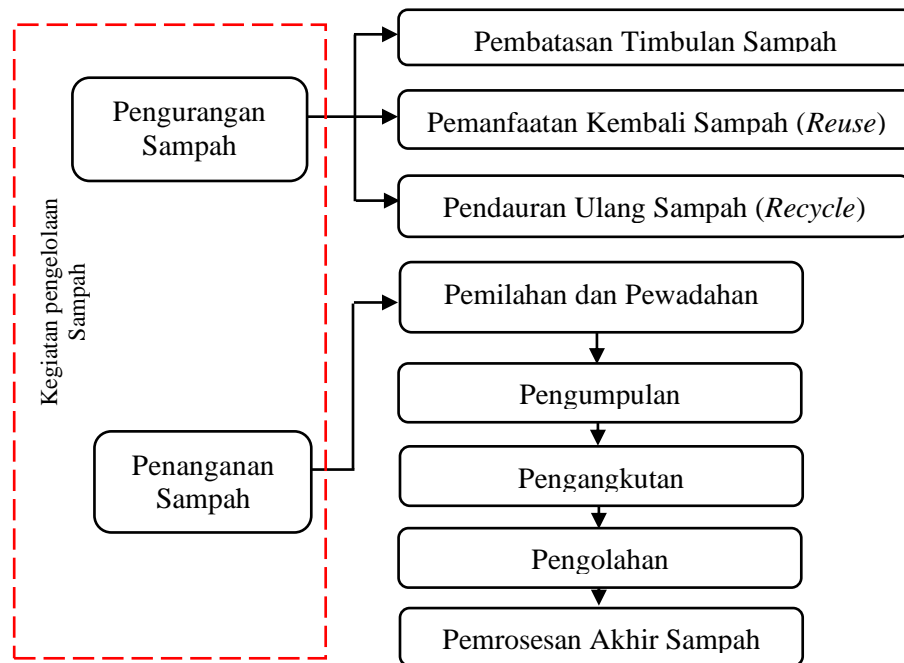 Pembatasan Timbulan Sampah
Pengurangan
Sampah
Pemanfaatan Kembali Sampah (Reuse)
Pendauran Ulang Sampah (Recycle)
Kegiatan pengelolaan
Sampah
Pemilahan dan Pewadahan
Pengumpulan
Penanganan
Sampah
Pengangkutan
Pengolahan
Pemrosesan Akhir Sampah